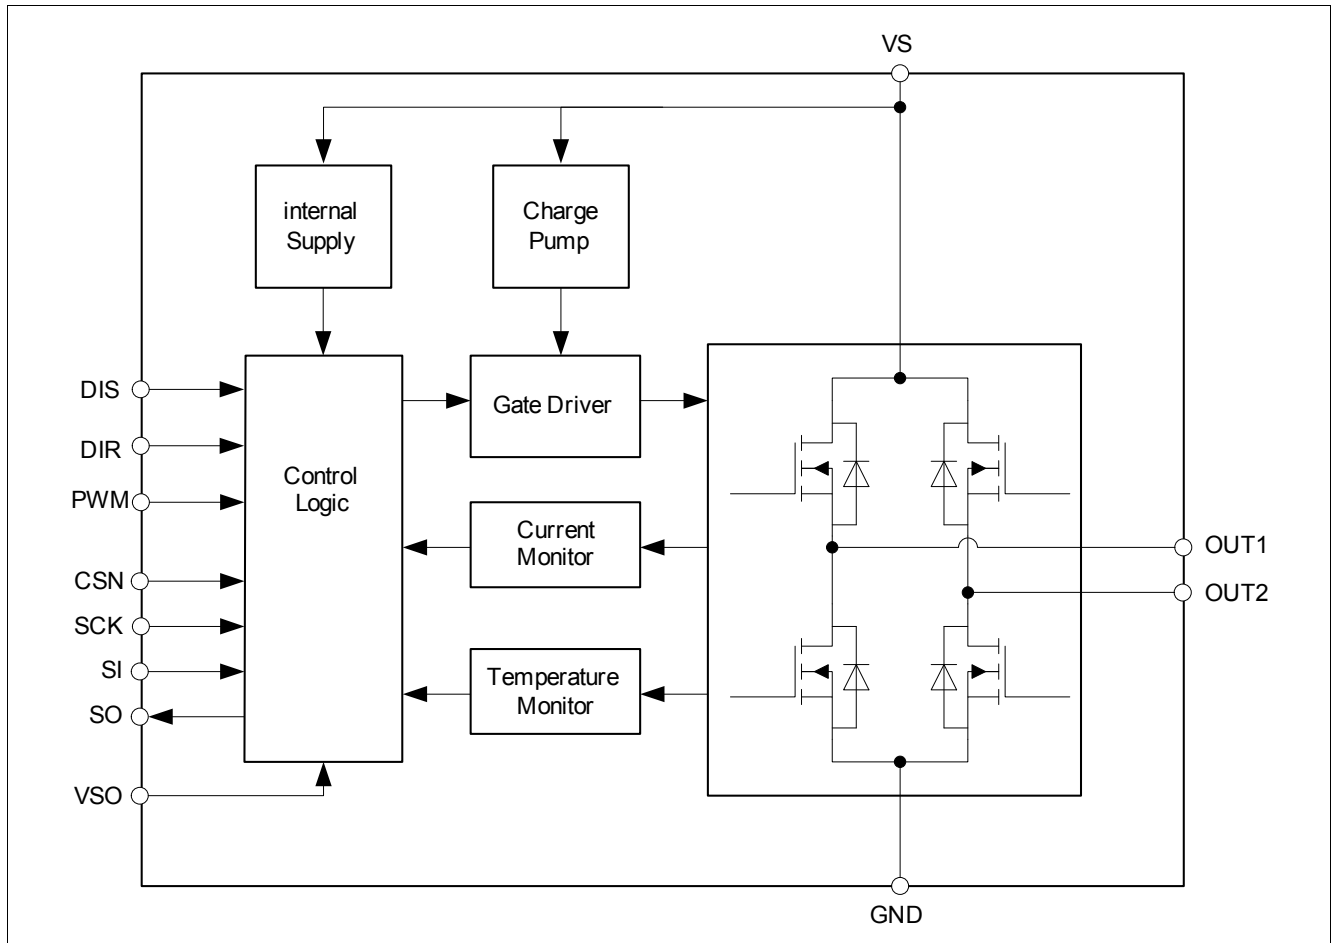 VS
internal
Supply
Charge
Pump
DIS
DIR
PWM
CSN
SCK
SI
SO
VSO
Control
Logic
Gate Driver
Current
Monitor
Temperature
Monitor
OUT1
OUT2
GND